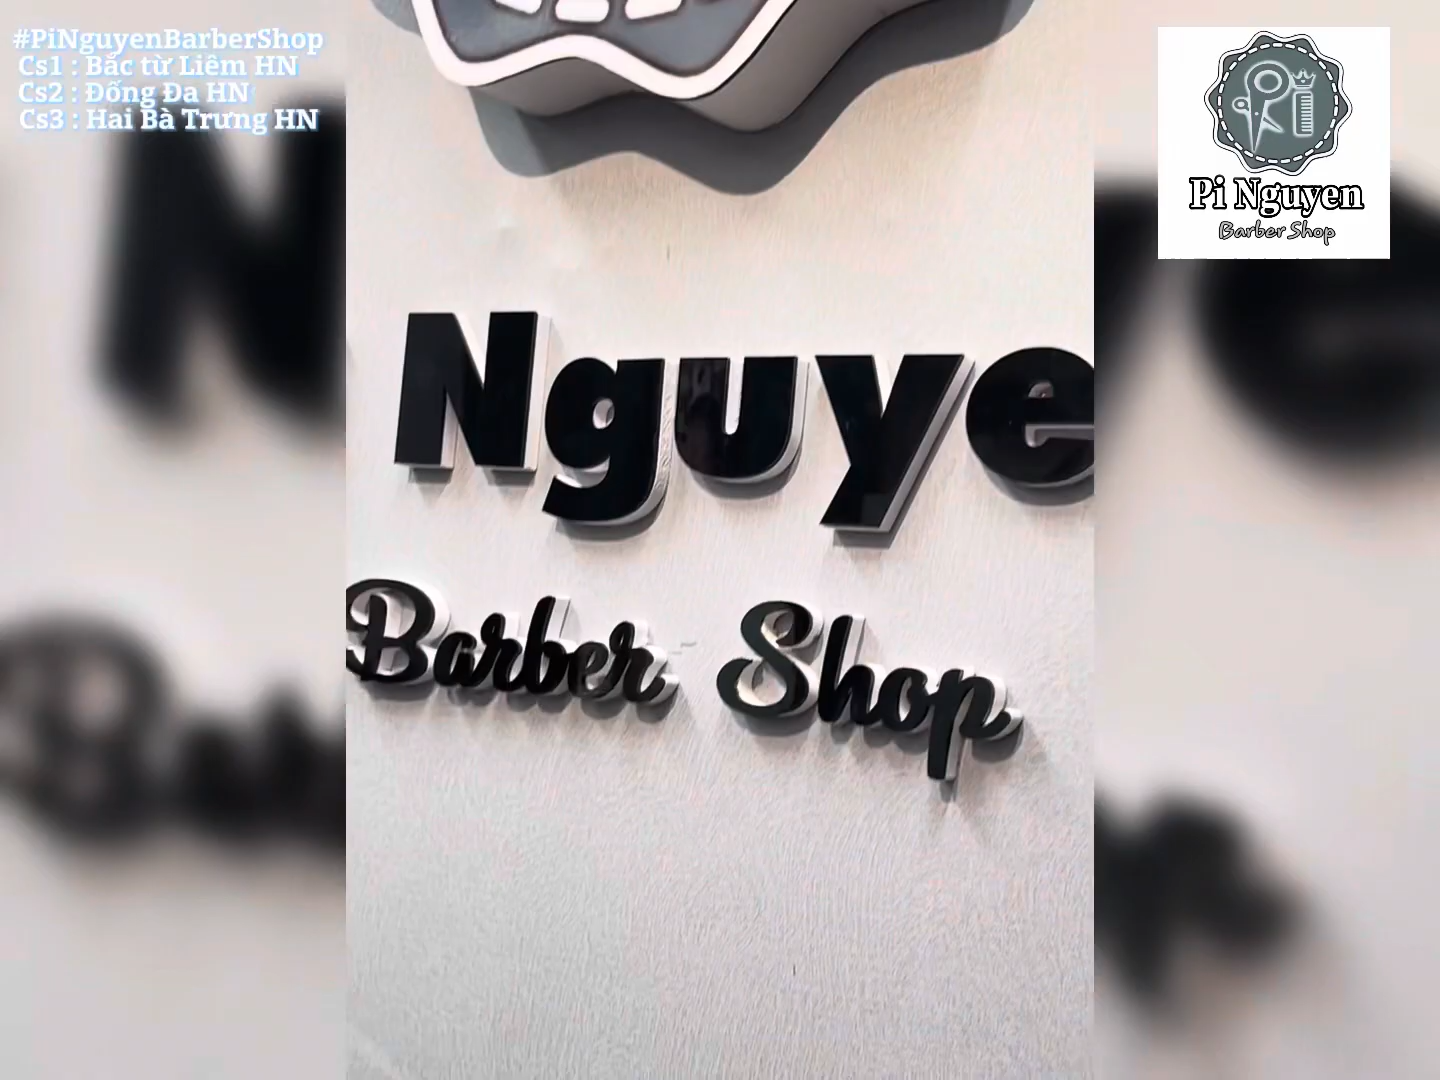 #PiNguyenBarberShop
Cs1 : Bắc từ Liêm HN
Cs2 : Đống Đa HN
Cs3 : Hai Bà Trưng HN
Pi Nguyen
Barber Shop
Nguye
Barber Shop